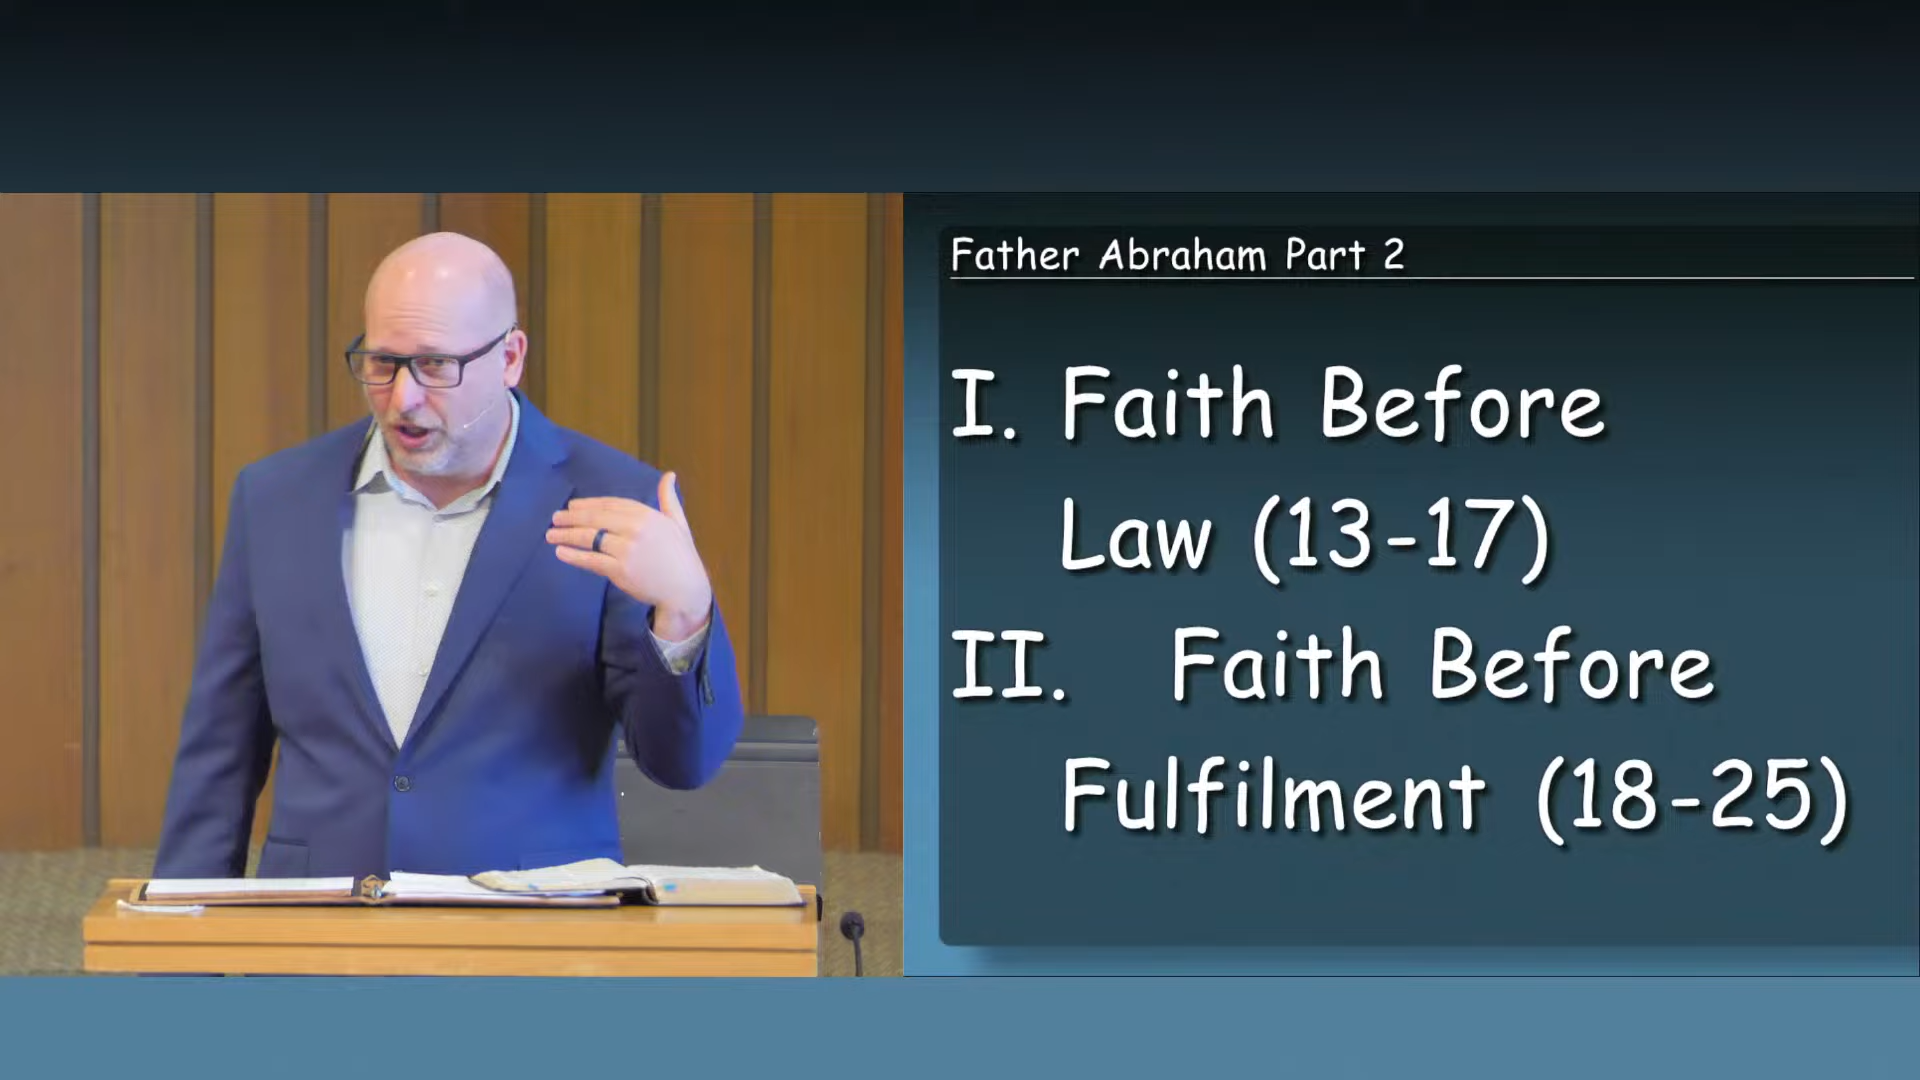 Father Abraham Part 2
I. Faith Before
Law (13-17)
II. Faith Before
Fulfilment (18-25)